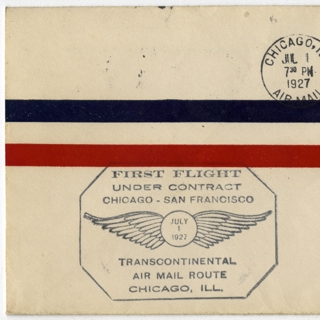 CHICAGO, I
JUL 1
730 PM
1927
AIR MAIL
FIRST FLIGHT
UNDER CONTRACT
CHICAGO - SAN FRANCISCO
JULY
1
1927
TRANSCONTINENTAL
AIR MAIL ROUTE
CHICAGO, ILL.